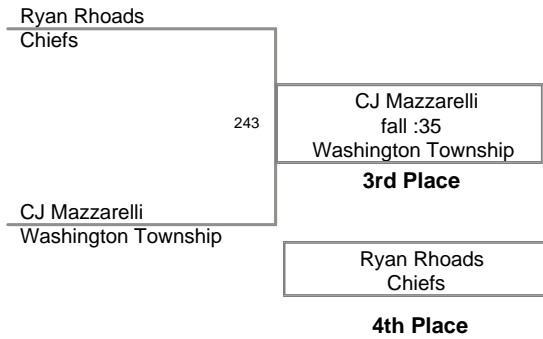 Ryan Rhoads
Chiefs
243
CJ Mazzarelli
fall :35
Washington Township
3rd Place
CJ Mazzarelli
Washington Township
Ryan Rhoads
Chiefs
4th Place